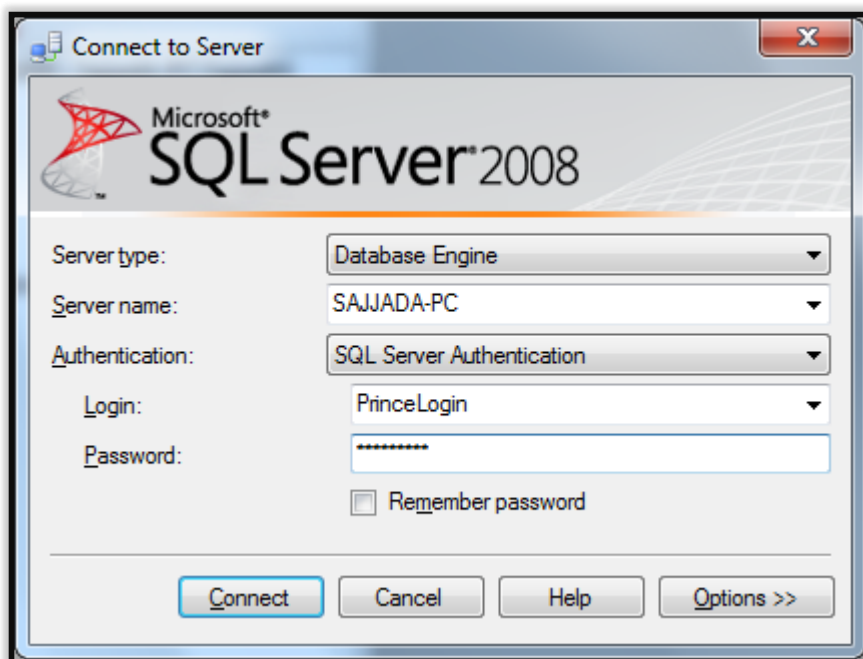 Connect to Server
Microsoft®
SQL Server® 2008
Server type: Database Engine
Server name: SAJJADA-PC
Authentication: SQL Server Authentication
Login: PrinceLogin
Password: *********
Remember password
Connect Cancel Help Options >>